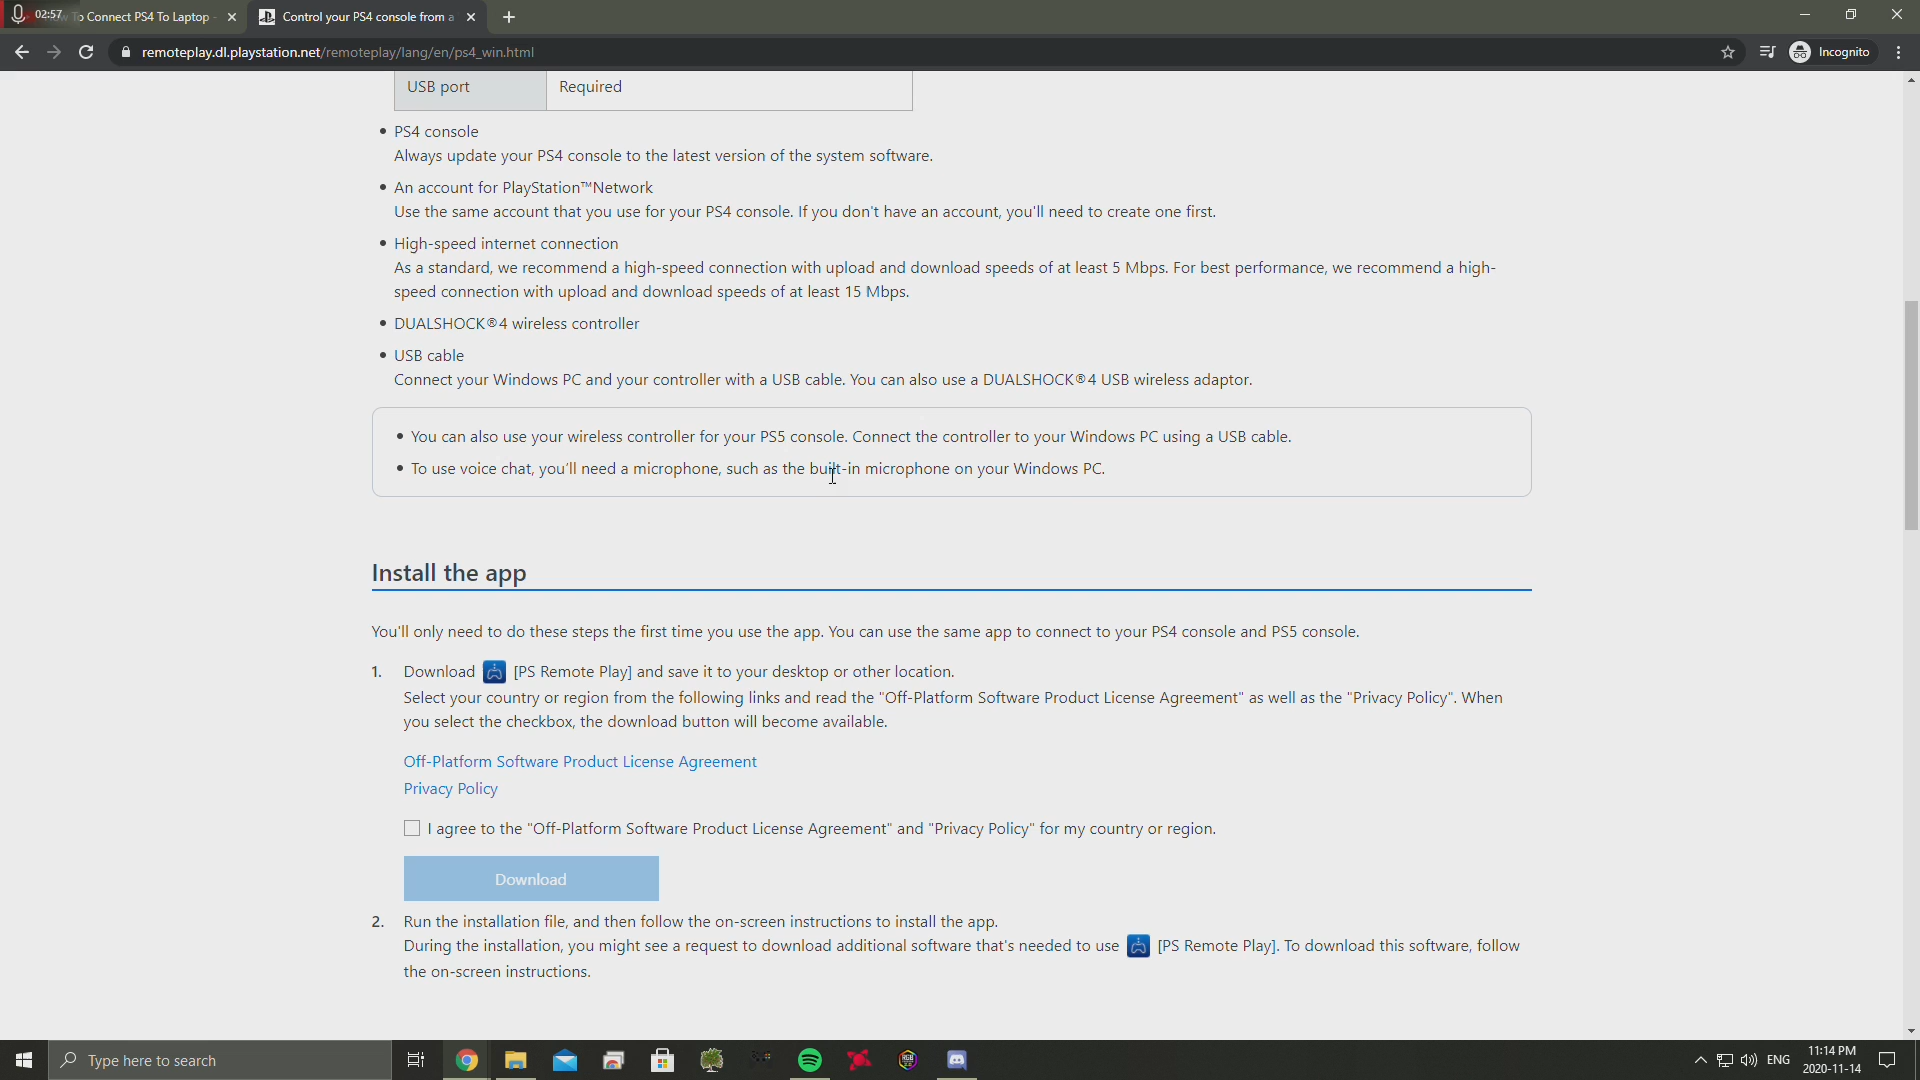 02:57
To Connect PS4 To Laptop -
Control your PS4 console from a
remoteplay.dl.playstation.net/remoteplay/lang/en/ps4_win.html
Incognito
USB port
Required
• PS4 console
Always update your PS4 console to the latest version of the system software.
• An account for PlayStation™Network
Use the same account that you use for your PS4 console. If you don't have an account, you'll need to create one first.
• High-speed internet connection
As a standard, we recommend a high-speed connection with upload and download speeds of at least 5 Mbps. For best performance, we recommend a high-
speed connection with upload and download speeds of at least 15 Mbps.
• DUALSHOCK®4 wireless controller
• USB cable
Connect your Windows PC and your controller with a USB cable. You can also use a DUALSHOCK®4 USB wireless adaptor.
• You can also use your wireless controller for your PS5 console. Connect the controller to your Windows PC using a USB cable.
• To use voice chat, you'll need a microphone, such as the built-in microphone on your Windows PC.
Install the app
You'll only need to do these steps the first time you use the app. You can use the same app to connect to your PS4 console and PS5 console.
1. Download [PS Remote Play] and save it to your desktop or other location.
Select your country or region from the following links and read the "Off-Platform Software Product License Agreement" as well as the "Privacy Policy". When
you select the checkbox, the download button will become available.
Off-Platform Software Product License Agreement
Privacy Policy
I agree to the "Off-Platform Software Product License Agreement" and "Privacy Policy" for my country or region.
Download
2. Run the installation file, and then follow the on-screen instructions to install the app.
During the installation, you might see a request to download additional software that's needed to use [PS Remote Play]. To download this software, follow
the on-screen instructions.
Type here to search
ENG
11:14 PM
2020-11-14